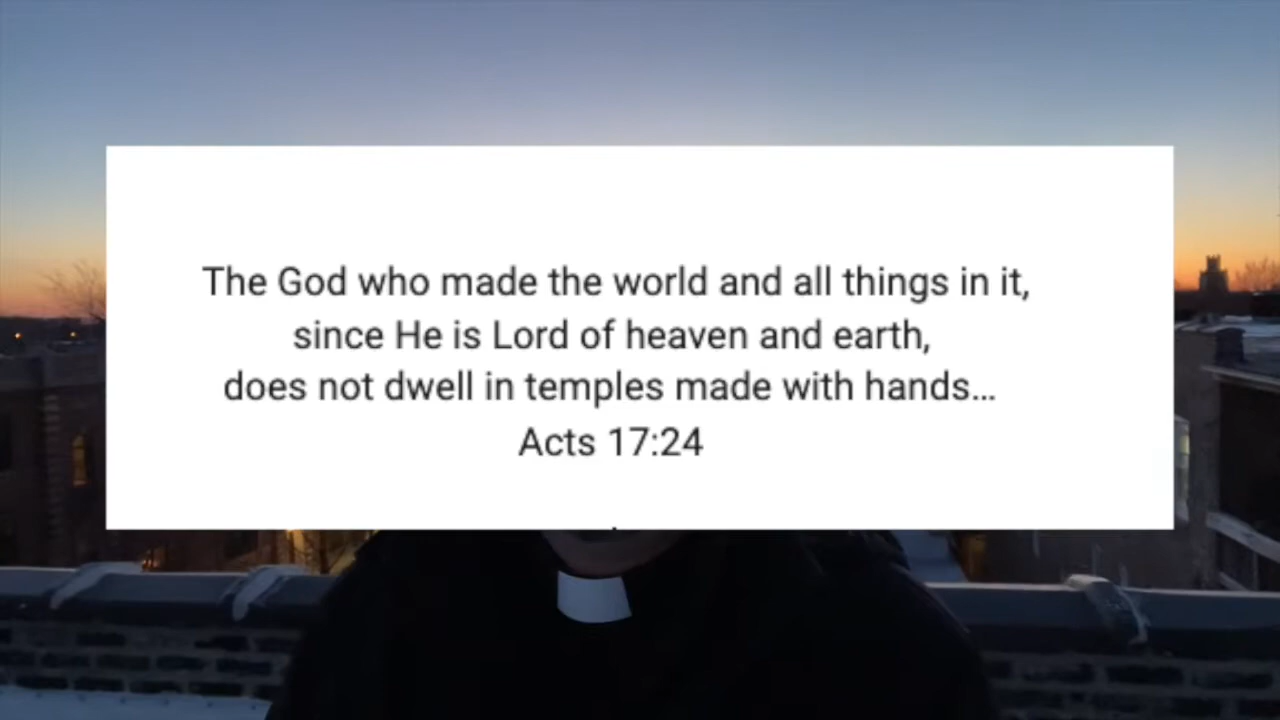 The God who made the world and all things in it,
since He is Lord of heaven and earth,
does not dwell in temples made with hands…
Acts 17:24